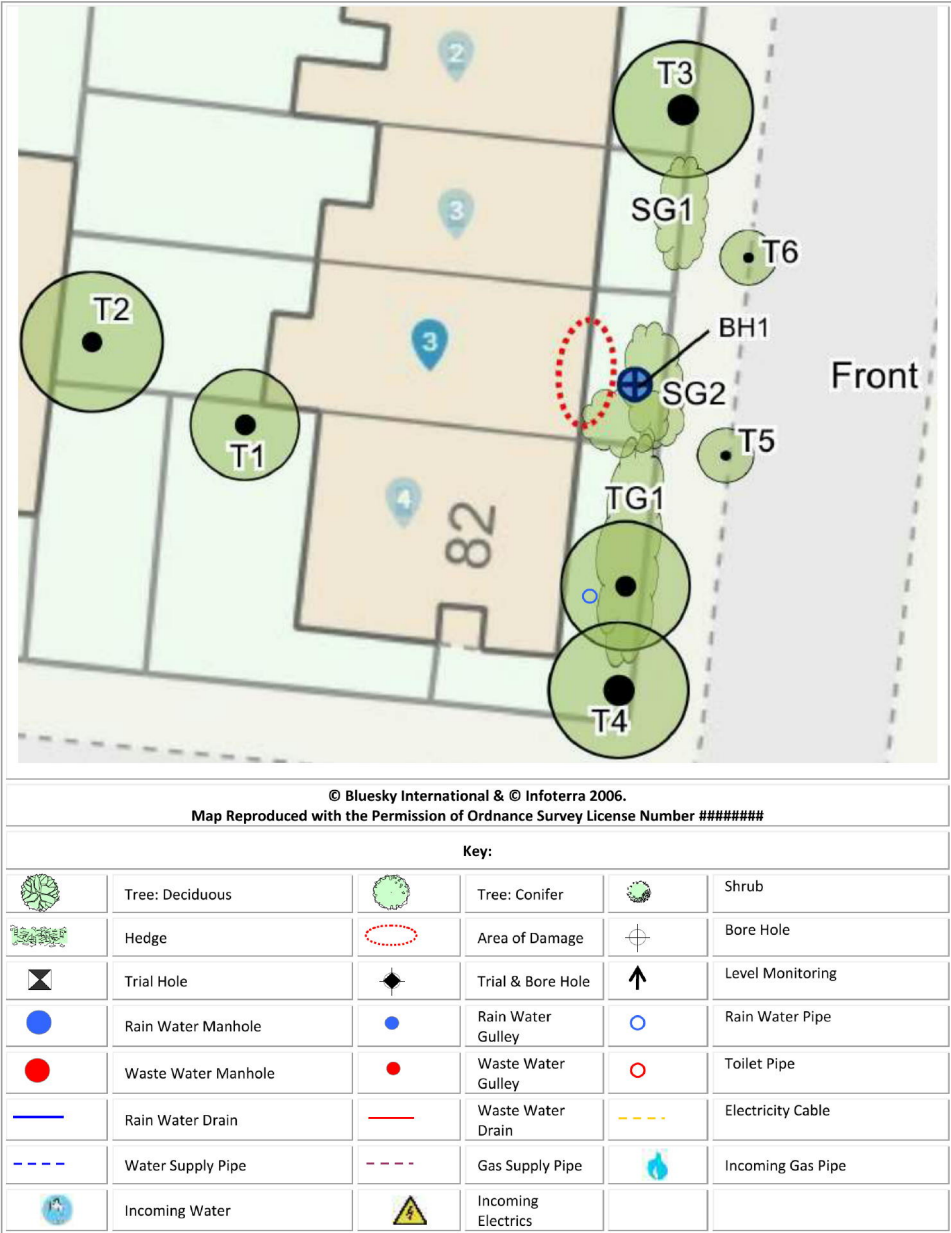 2
T3
3
SG1
T6
T2
3
BH1
Front
SG2
T1
T5
4
82
TG1
T4
© Bluesky International & © Infoterra 2006.
Map Reproduced with the Permission of Ordnance Survey License Number ########
Key:
Tree: Deciduous
Tree: Conifer
Shrub
Hedge
Area of Damage
Bore Hole
Trial Hole
Trial & Bore Hole
Level Monitoring
Rain Water Manhole
Rain Water
Gulley
Rain Water Pipe
Waste Water Manhole
Waste Water
Gulley
Toilet Pipe
Rain Water Drain
Waste Water
Drain
Electricity Cable
Water Supply Pipe
Gas Supply Pipe
Incoming Gas Pipe
Incoming Water
Incoming
Electrics